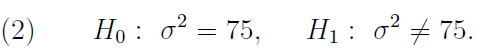 (2) H₀ : σ² = 75, H₁ : σ² ≠ 75.